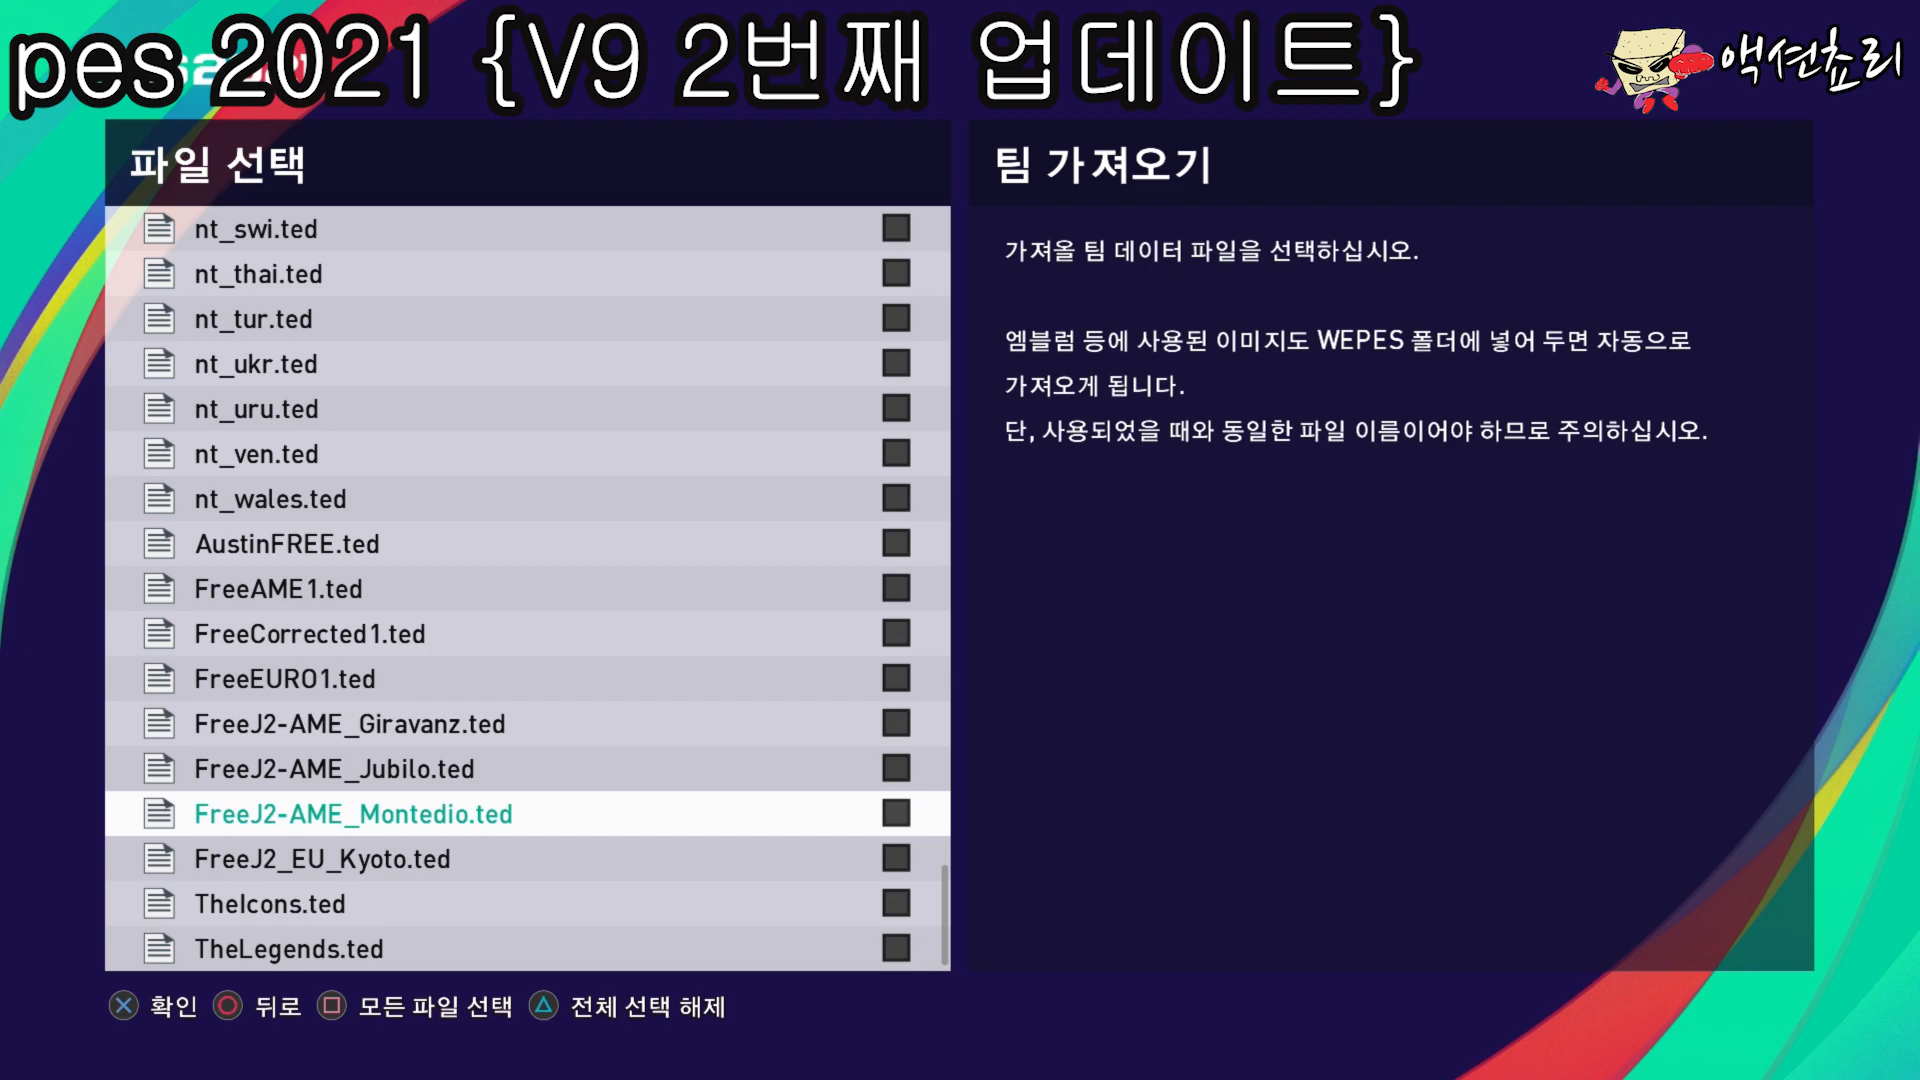 pes 2021 {V9 2번째 업데이트}
액션쵸리
파일 선택
nt_swi.ted
nt_thai.ted
nt_tur.ted
nt_ukr.ted
nt_uru.ted
nt_ven.ted
nt_wales.ted
AustinFREE.ted
FreeAME1.ted
FreeCorrected1.ted
FreeEURO1.ted
FreeJ2-AME_Giravanz.ted
FreeJ2-AME_Jubilo.ted
FreeJ2-AME_Montedio.ted
FreeJ2_EU_Kyoto.ted
TheIcons.ted
TheLegends.ted
팀 가져오기
가져올 팀 데이터 파일을 선택하십시오.
엠블럼 등에 사용된 이미지도 WEPES 폴더에 넣어 두면 자동으로
가져오게 됩니다.
단, 사용되었을 때와 동일한 파일 이름이어야 하므로 주의하십시오.
확인 뒤로 모든 파일 선택 전체 선택 해제